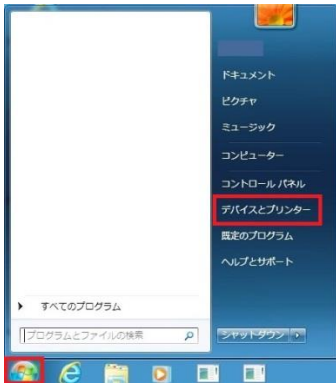 ドキュメント
ピクチャ
ミュージック
コンピューター
コントロール パネル
デバイスとプリンター
既定のプログラム
ヘルプとサポート
すべてのプログラム
プログラムとファイルの検索
シャットダウン